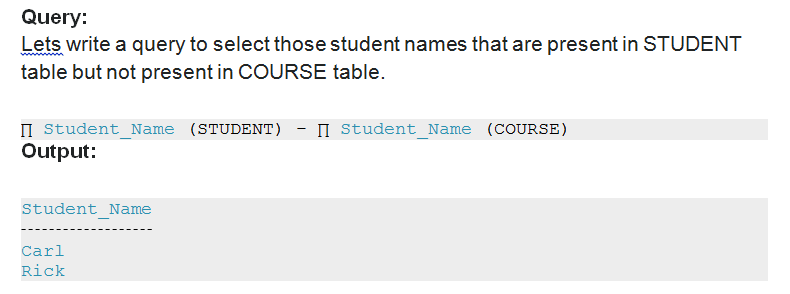 Query:
Lets write a query to select those student names that are present in STUDENT
table but not present in COURSE table.
∏ Student_Name (STUDENT) - ∏ Student_Name (COURSE)
Output:
Student_Name
-------------------
Carl
Rick